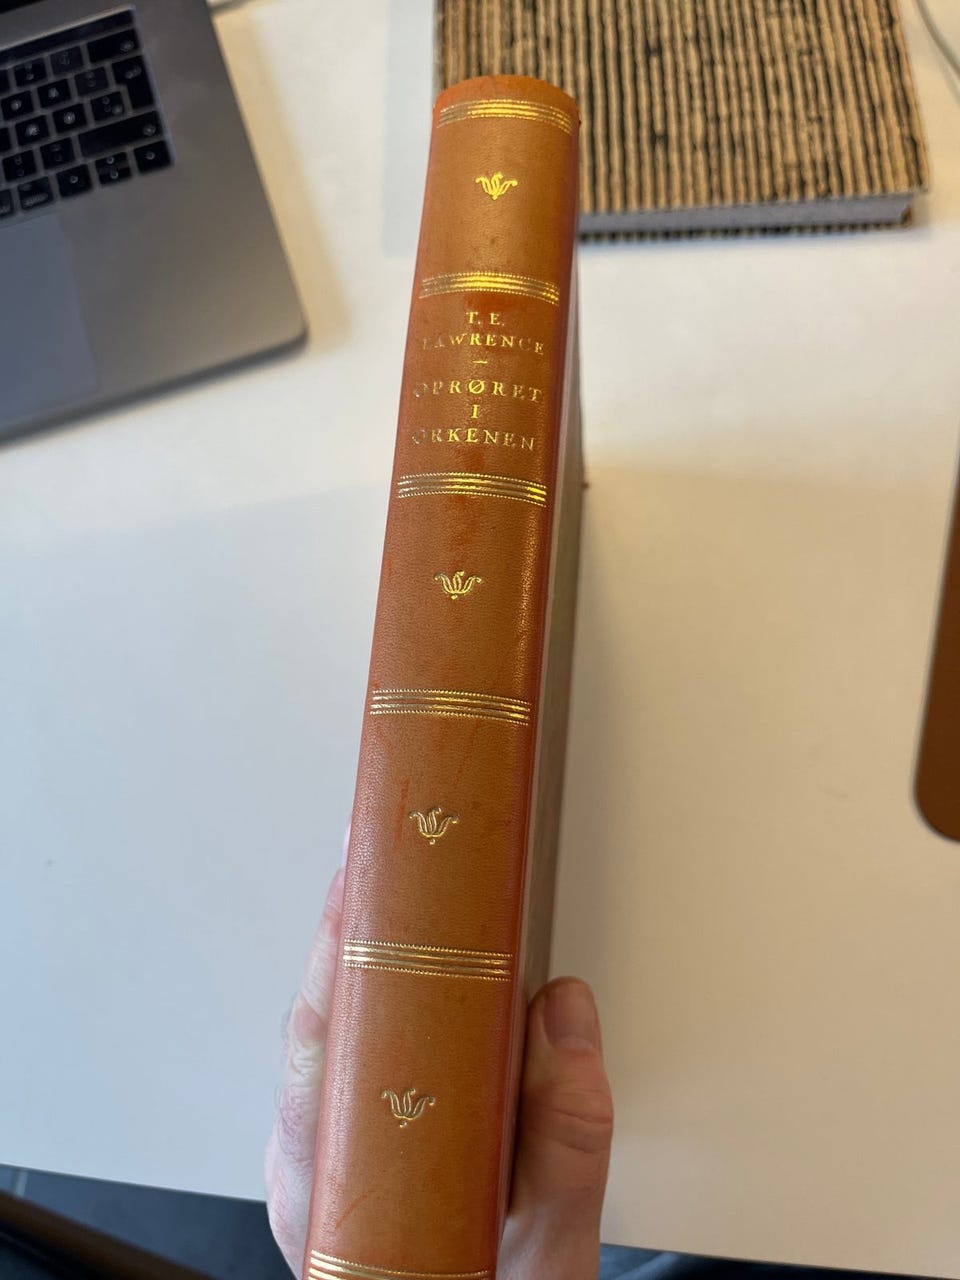 T. E.
LAWRENCE
—
OPRØRET
I
ØRKENEN